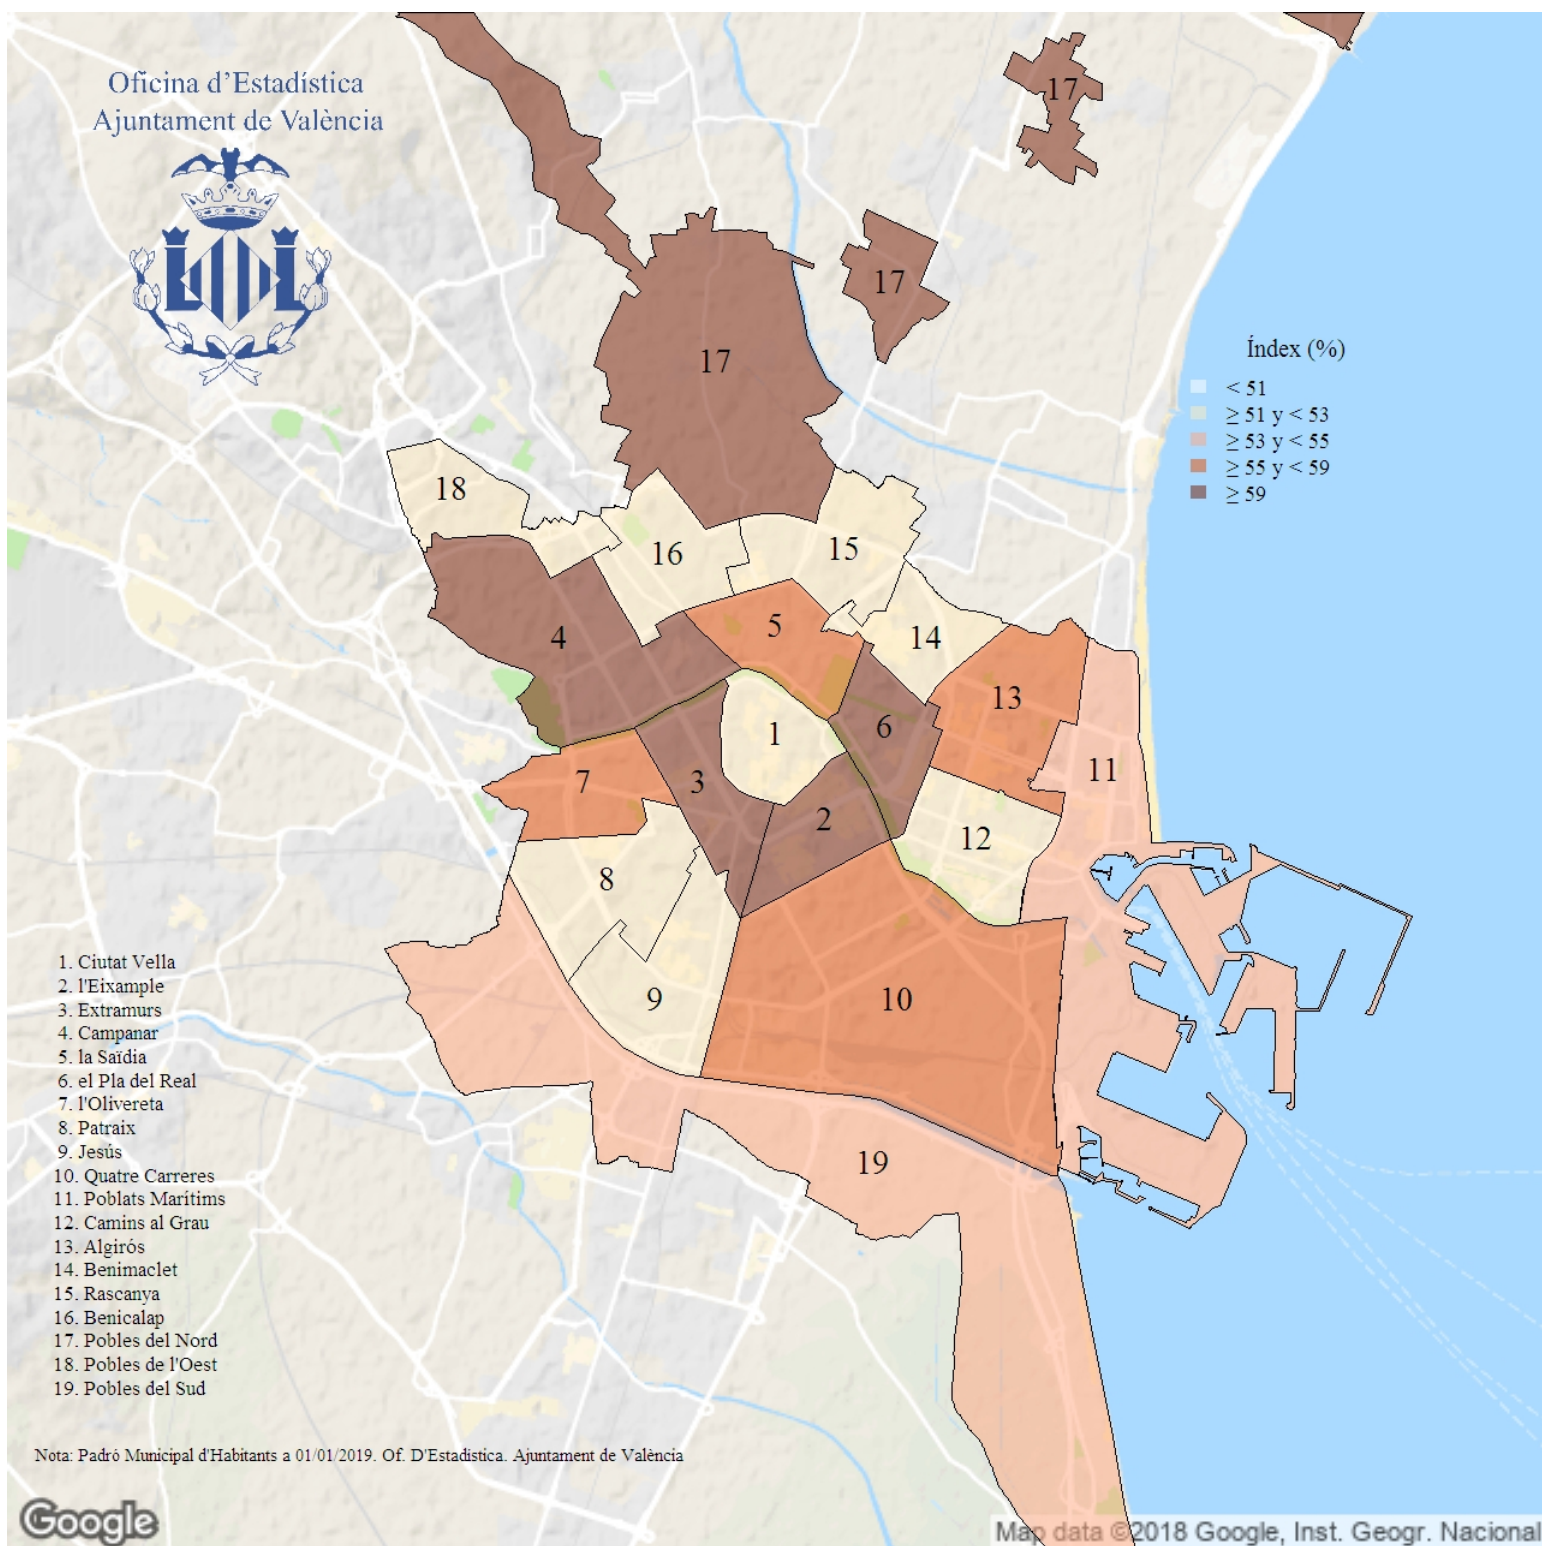 Oficina d'Estadística
Ajuntament de València
17
17
17
Índex (%)
< 51
≥ 51 y < 53
≥ 53 y < 55
≥ 55 y < 59
≥ 59
18
16
15
4
5
14
13
6
1
11
7
3
2
12
8
9
10
19
1. Ciutat Vella
2. l'Eixample
3. Extramurs
4. Campanar
5. la Saïdia
6. el Pla del Real
7. l'Olivereta
8. Patraix
9. Jesús
10. Quatre Carreres
11. Poblats Marítims
12. Camins al Grau
13. Algirós
14. Benimaclet
15. Rascanya
16. Benicalap
17. Pobles del Nord
18. Pobles de l'Oest
19. Pobles del Sud
Nota: Padró Municipal d'Habitants a 01/01/2019. Of. D'Estadística. Ajuntament de València
Google
Map data ©2018 Google, Inst. Geogr. Nacional